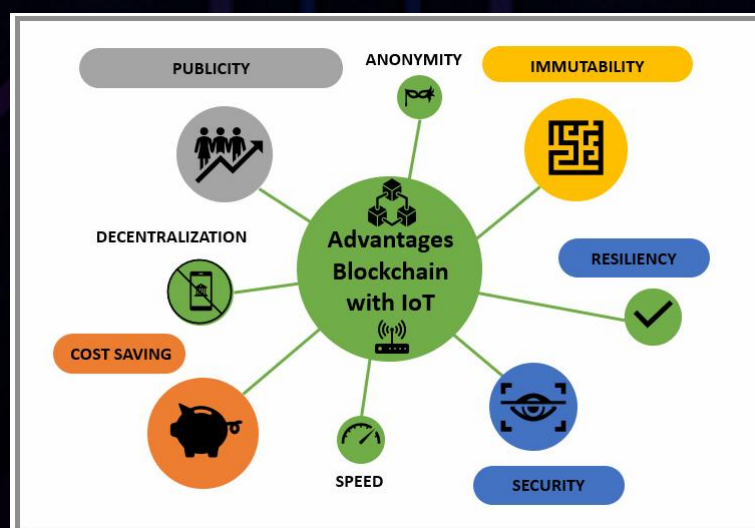 PUBLICITY
ANONYMITY
IMMUTABILITY
DECENTRALIZATION
Advantages
Blockchain
with IoT
RESILIENCY
COST SAVING
SPEED
SECURITY